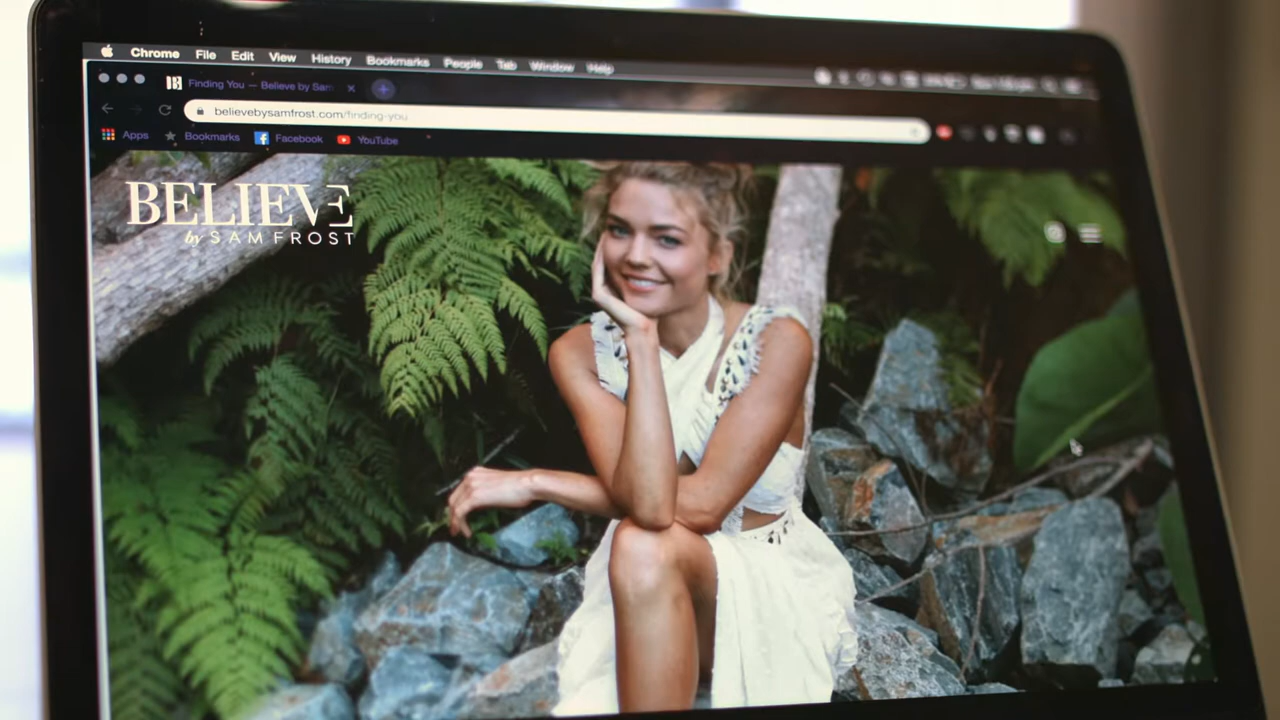 Chrome File Edit View History Bookmarks People Tab Window Help
Finding You — Believe by Sam
believebysamfrost.com/finding-you
Apps Bookmarks Facebook YouTube
BELIEVE
by SAM FROST